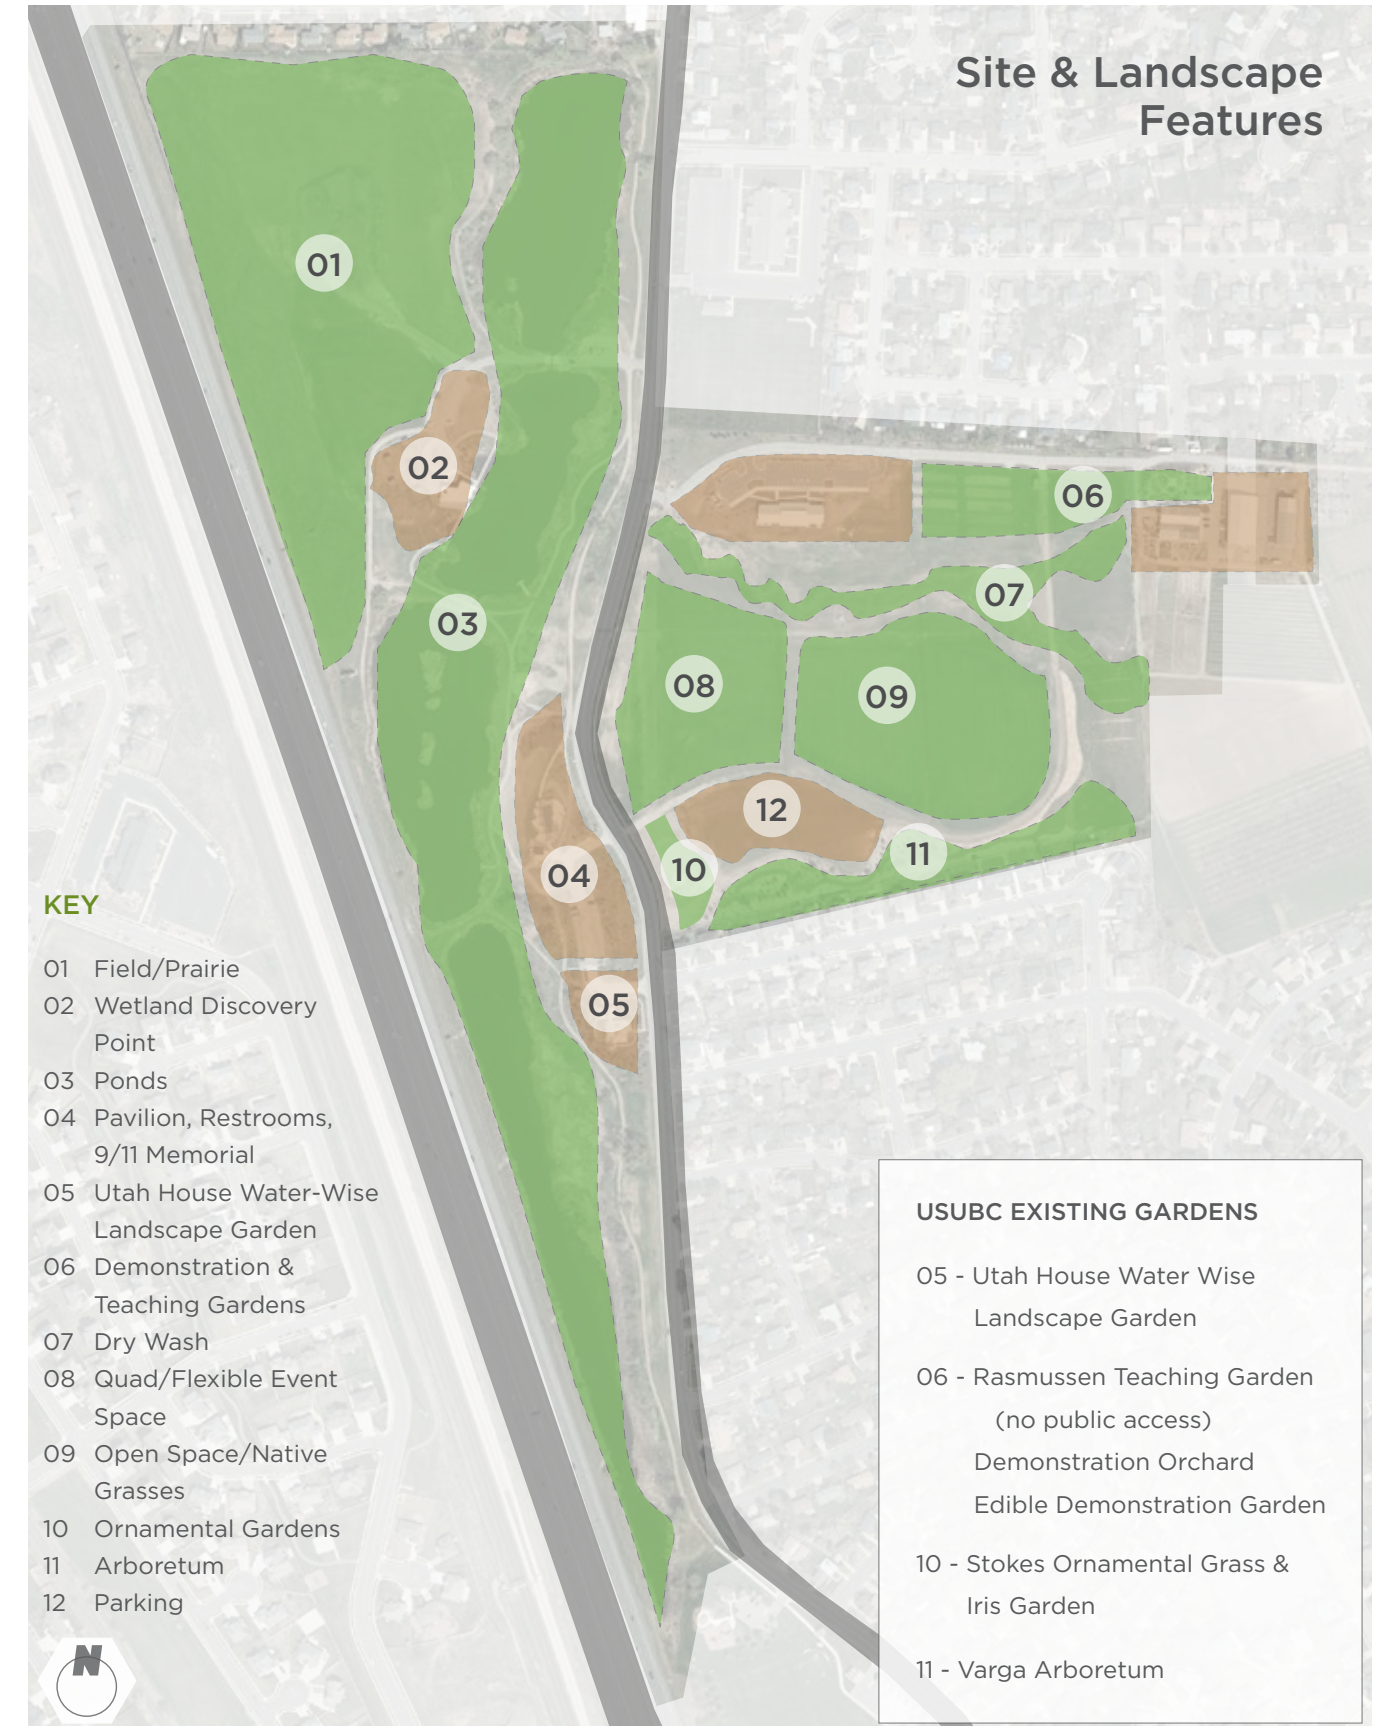 Site & Landscape
Features
01
02
03
04
05
06
07
08
09
10
11
12
KEY
01 Field/Prairie
02 Wetland Discovery
Point
03 Ponds
04 Pavilion, Restrooms,
9/11 Memorial
05 Utah House Water-Wise
Landscape Garden
06 Demonstration &
Teaching Gardens
07 Dry Wash
08 Quad/Flexible Event
Space
09 Open Space/Native
Grasses
10 Ornamental Gardens
11 Arboretum
12 Parking
N
USUBC EXISTING GARDENS
05 - Utah House Water Wise
Landscape Garden
06 - Rasmussen Teaching Garden
(no public access)
Demonstration Orchard
Edible Demonstration Garden
10 - Stokes Ornamental Grass &
Iris Garden
11 - Varga Arboretum